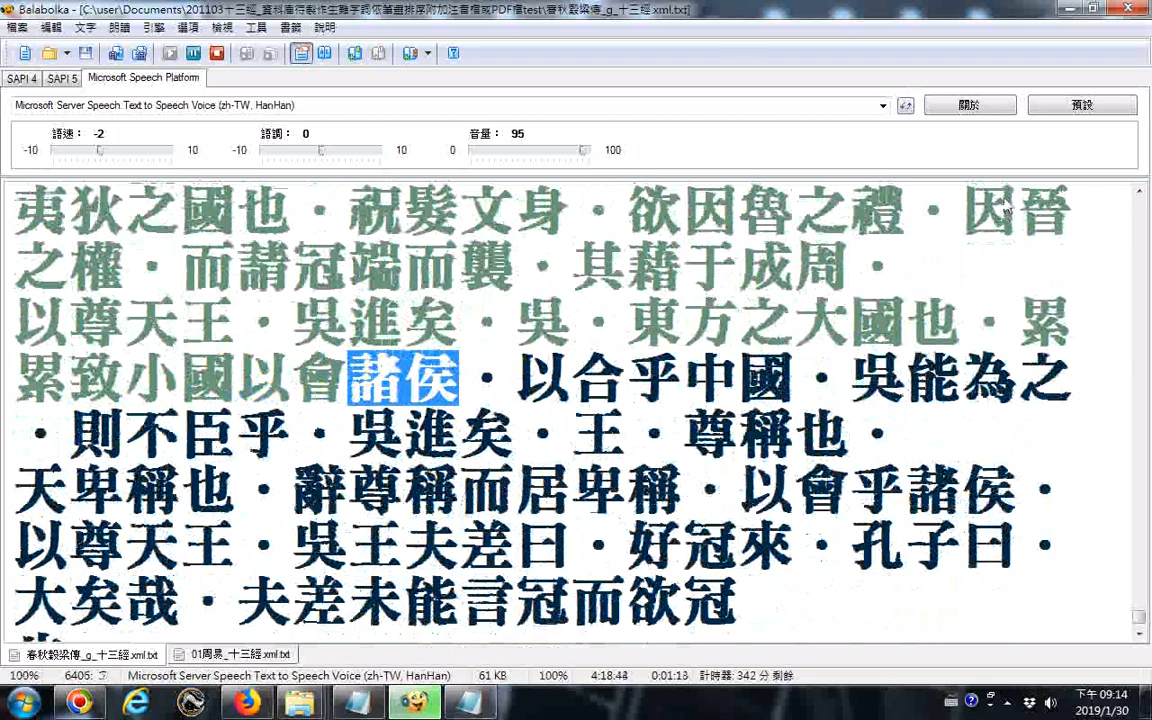 Balabolka - [C:\user\Documents\201103十三經_資料庫待製作生難字詞依筆畫排序附加注音檔或PDF檔test\春秋穀梁傳_g_十三經.xml.txt]
檔案 編輯 文字 朗讀 引擎 選項 檢視 工具 書籤 說明
SAPI 4 SAPI 5 Microsoft Speech Platform
Microsoft Server Speech Text to Speech Voice (zh-TW, HanHan) 關於 預設
語速： -2 語調： 0 音量： 95
-10 10 -10 10 0 100
夷狄之國也．祝髮文身．欲因魯之禮．因晉
之權．而請冠端而襲．其藉于成周．
以尊天王．吳進矣．吳．東方之大國也．累
累致小國以會諸侯．以合乎中國．吳能為之
．則不臣乎．吳進矣．王．尊稱也．
天卑稱也．辭尊稱而居卑稱．以會乎諸侯．
以尊天王．吳王夫差曰．好冠來．孔子曰．
大矣哉．夫差未能言冠而欲冠
春秋穀梁傳_g_十三經.xml.txt 01周易_十三經.txt
100% 6405: Microsoft Server Speech Text to Speech Voice (zh-TW, HanHan) 61 KB 100% 4:18:48 0:01:13 計時器: 342 分 剩餘
下午 09:14
2019/1/30